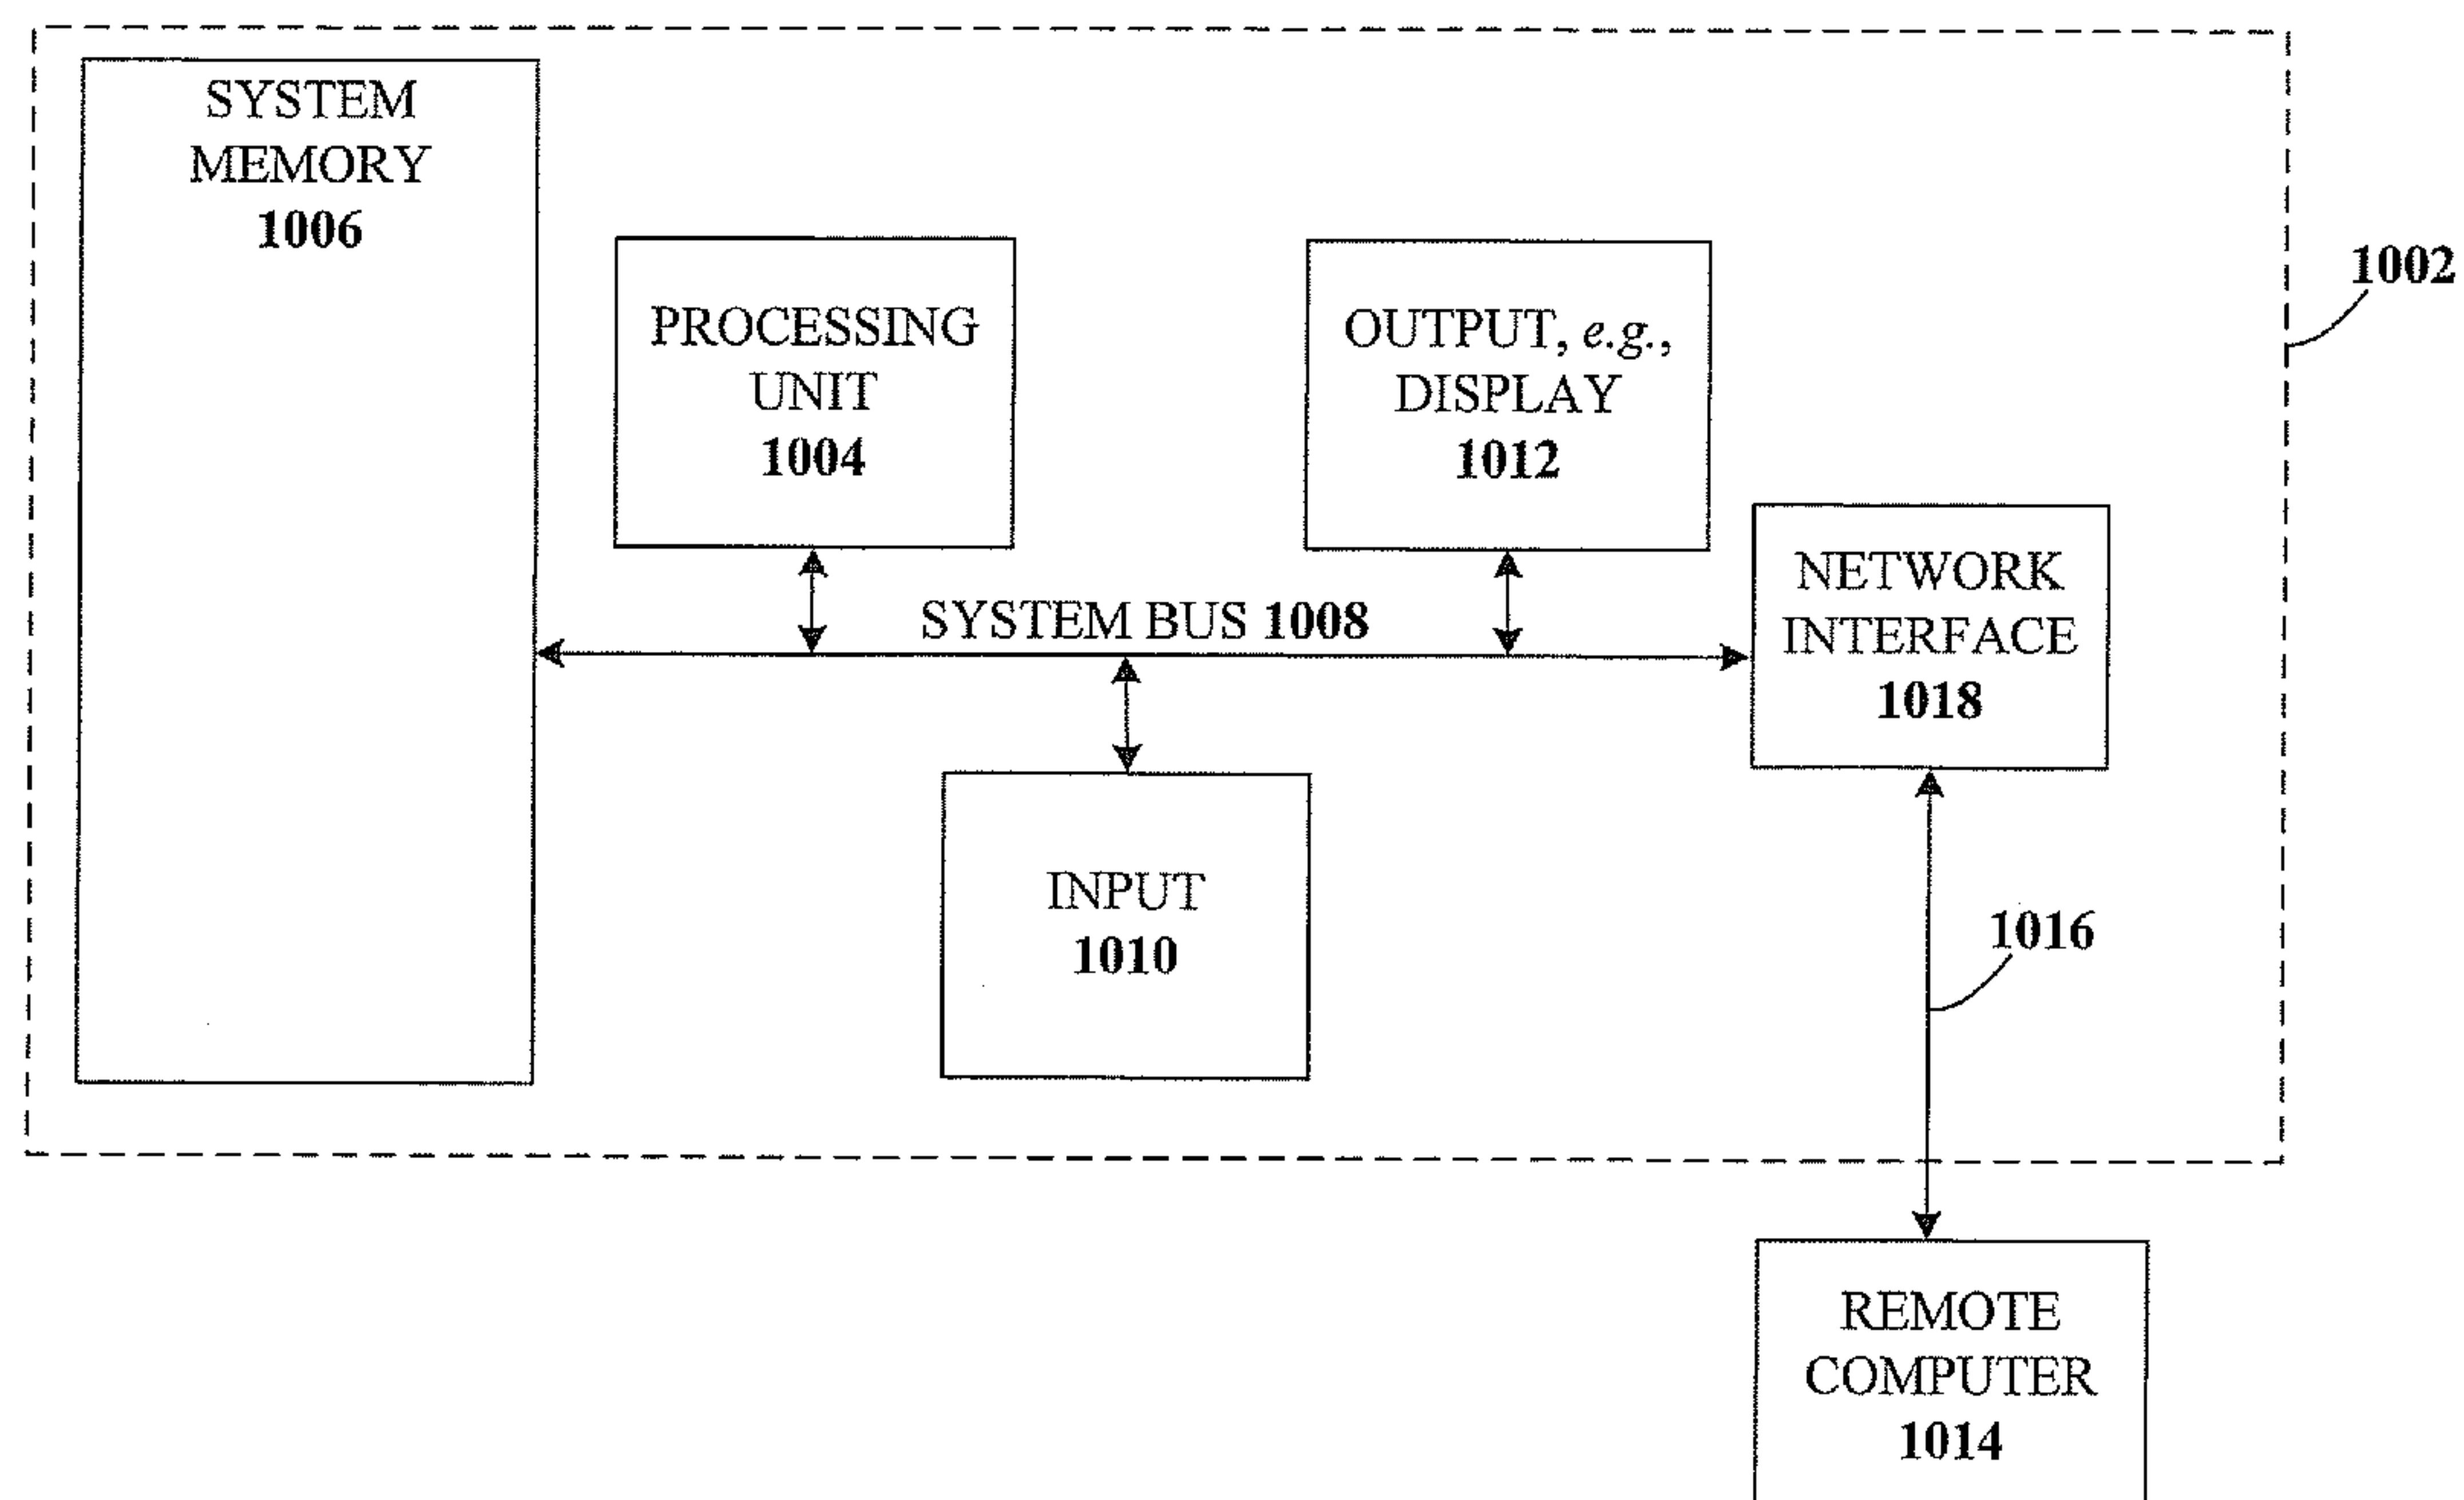 SYSTEM
MEMORY
1006
PROCESSING
UNIT
1004
OUTPUT, e.g.,
DISPLAY
1012
1002
SYSTEM BUS 1008
NETWORK
INTERFACE
1018
INPUT
1010
1016
REMOTE
COMPUTER
1014